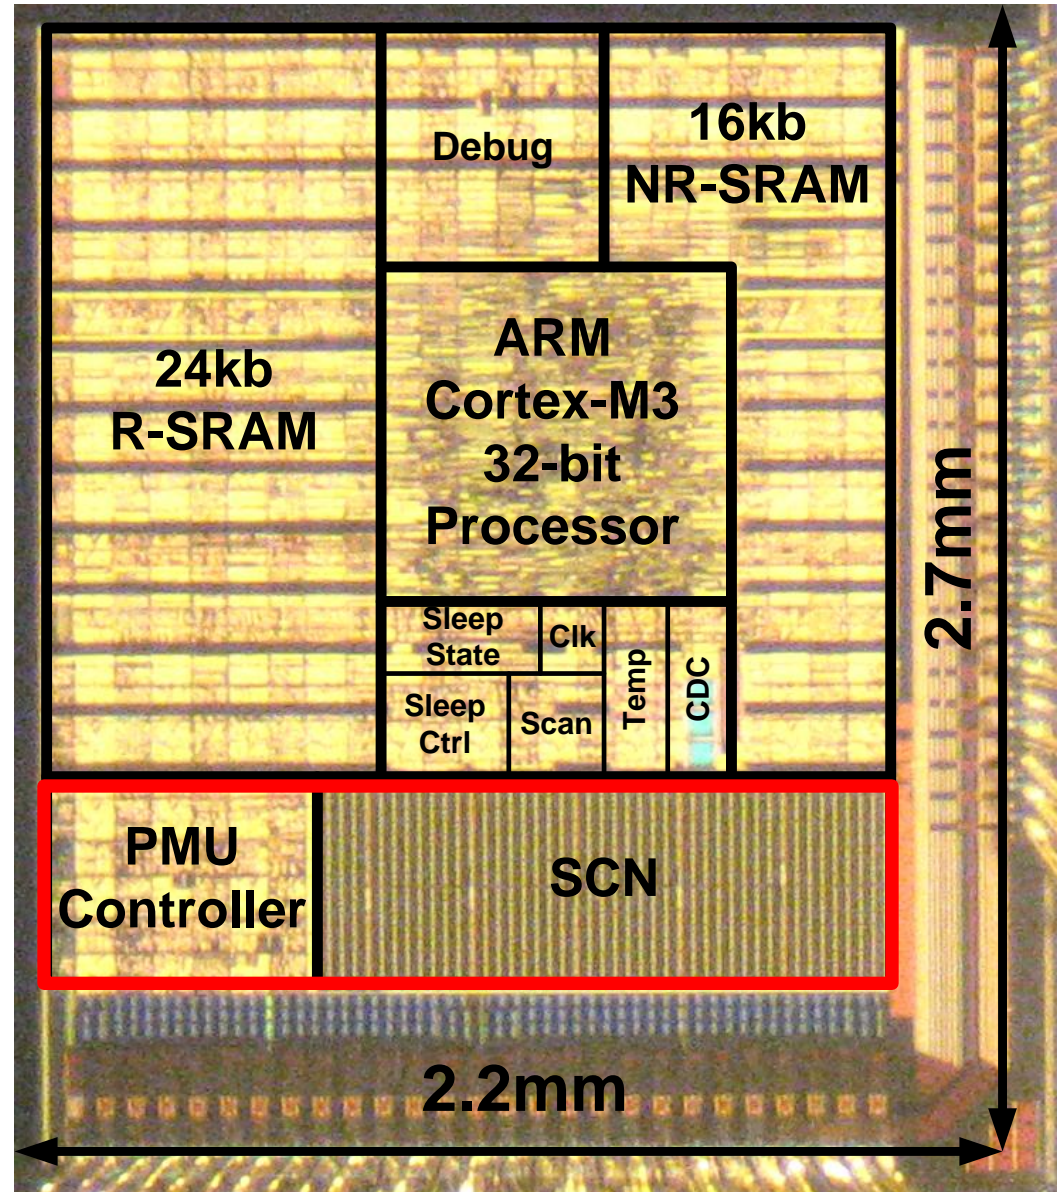 Debug
16kb
NR-SRAM
24kb
R-SRAM
ARM
Cortex-M3
32-bit
Processor
Sleep
State
Clk
Temp
CDC
Sleep
Ctrl
Scan
2.7mm
PMU
Controller
SCN
2.2mm